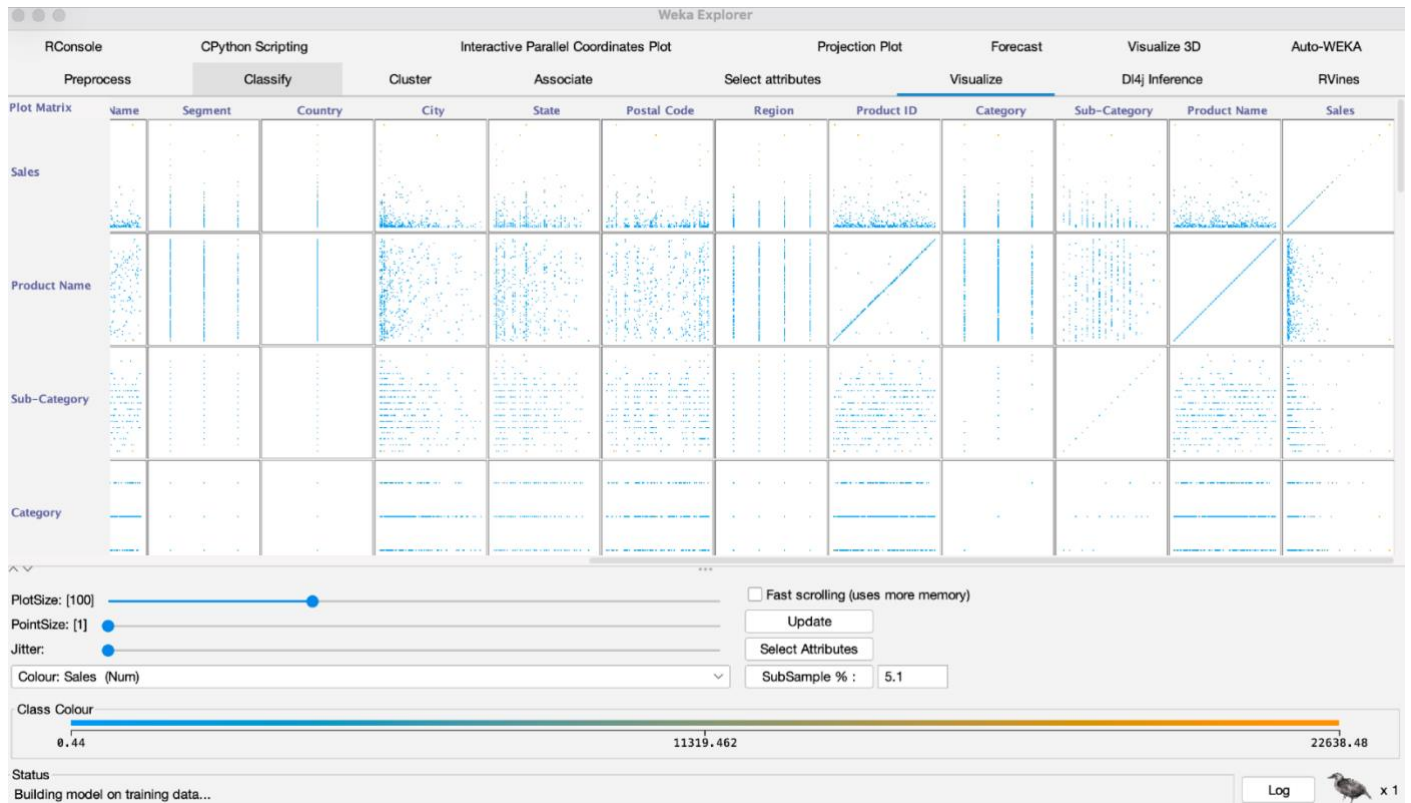 Weka Explorer
RConsole CPython Scripting Interactive Parallel Coordinates Plot Projection Plot Forecast Visualize 3D Auto-WEKA
Preprocess Classify Cluster Associate Select attributes Visualize Dl4j Inference RVines
Plot Matrix Name Segment Country City State Postal Code Region Product ID Category Sub-Category Product Name Sales
Sales
Product Name
Sub-Category
Category
PlotSize: [100] Fast scrolling (uses more memory)
PointSize: [1] Update
Jitter: Select Attributes
Colour: Sales (Num) SubSample % : 5.1
Class Colour
0.44 11319.462 22638.48
Status
Building model on training data... Log x 1